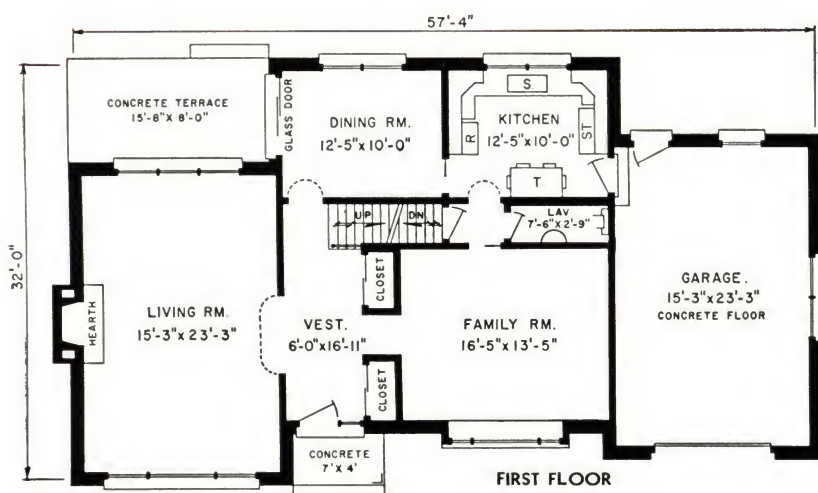 57'-4"
CONCRETE TERRACE
15'-8" X 8'-0"
GLASS DOOR
DINING RM.
12'-5" X 10'-0"
S.
KITCHEN
12'-5" X 10'-0"
R
ST.
T
UP
DN.
LAV
7'-6" X 2'-9"
32'-0"
HEARTH
LIVING RM.
15'-3" X 23'-3"
VEST.
6'-0" X 16'-11"
CLOSET
CLOSET
FAMILY RM.
16'-5" X 13'-5"
GARAGE.
15'-3" X 23'-3"
CONCRETE FLOOR
CONCRETE
7' X 4'
FIRST FLOOR